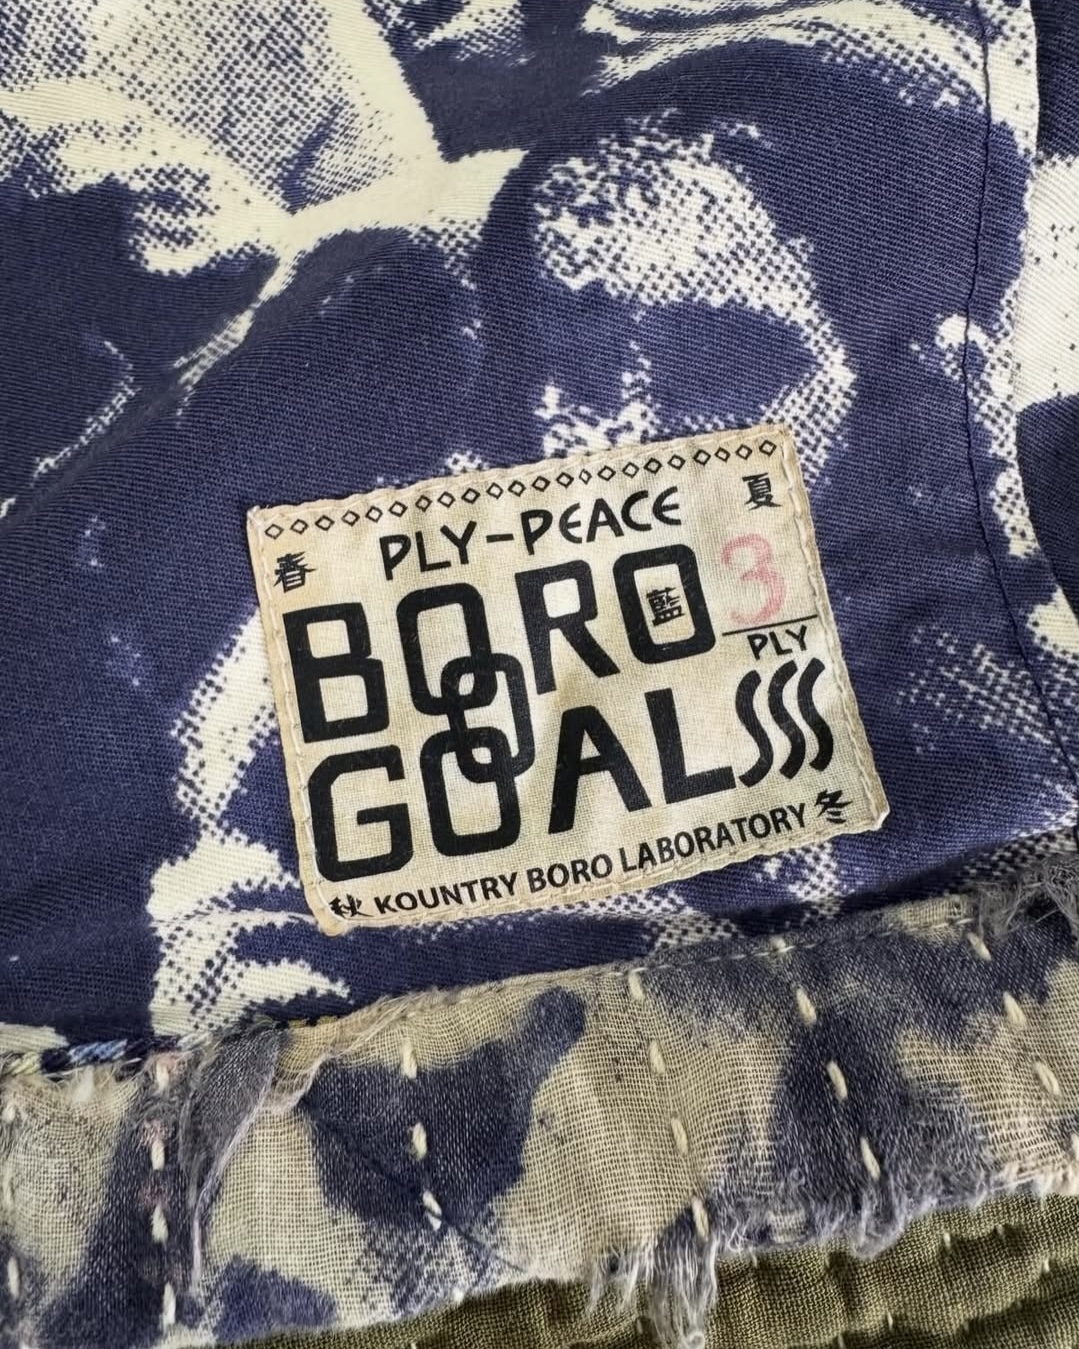 PLY-PEACE
夏
春
BORO
藍
3
PLY
GOAL
秋 KOUNTRY BORO LABORATORY 冬